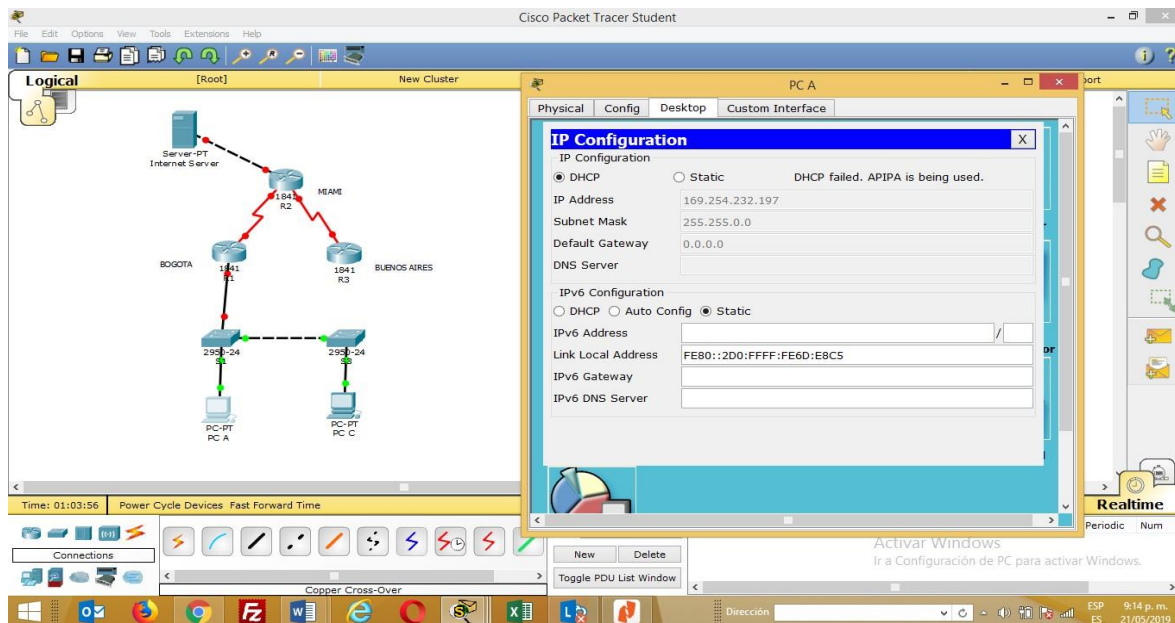 Cisco Packet Tracer Student
File Edit Options View Tools Extensions Help
Logical
[Root]
New Cluster
PC A
Physical Config Desktop Custom Interface
IP Configuration X
IP Configuration
DHCP Static DHCP failed. APIPA is being used.
IP Address 169.254.232.197
Subnet Mask 255.255.0.0
Default Gateway 0.0.0.0
DNS Server
IPv6 Configuration
DHCP Auto Config Static
IPv6 Address /
Link Local Address FE80::2D0:FFFF:FE6D:E8C5
IPv6 Gateway
IPv6 DNS Server
Server-PT
Internet Server
1841
R2
MIAMI
BOGOTA
1841
R1
1841
R3
BUENOS AIRES
2950-24
S1
2950-24
PC-PT
PC A
PC-PT
PC C
Time: 01:03:56 Power Cycle Devices Fast Forward Time
Realtime
Connections
Copper Cross-Over
New Delete
Toggle PDU List Window
Periodic Num
Activar Windows
Ir a Configuración de PC para activar Windows.
Dirección
ESP
ES
9:14 p. m.
21/05/2019